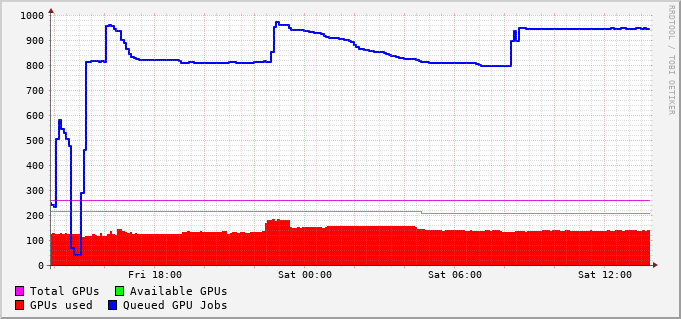 1000
900
800
700
600
500
400
300
200
100
0
Fri 18:00 Sat 00:00 Sat 06:00 Sat 12:00
Total GPUs Available GPUs
GPUs used Queued GPU Jobs
RRDTOOL / TOBI OETIKER